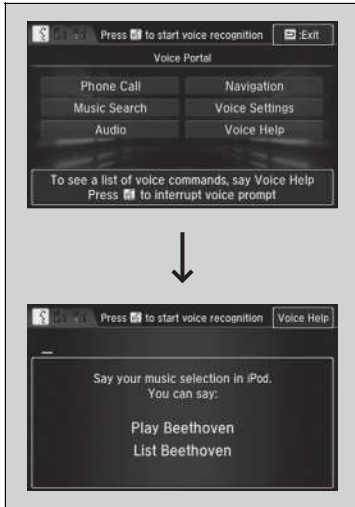 Press to start voice recognition :Exit
Voice Portal
Phone Call Navigation
Music Search Voice Settings
Audio Voice Help
To see a list of voice commands, say Voice Help
Press to interrupt voice prompt
Press to start voice recognition Voice Help
Say your music selection in iPod.
You can say:
Play Beethoven
List Beethoven